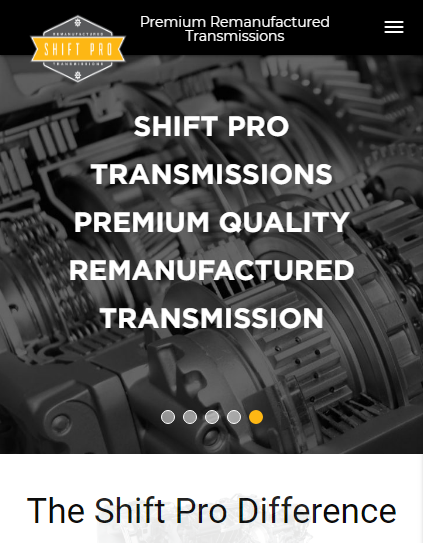 REMANUFACTURED
SHIFT PRO
TRANSMISSIONS
Premium Remanufactured
Transmissions
SHIFT PRO
TRANSMISSIONS
PREMIUM QUALITY
REMANUFACTURED
TRANSMISSION
The Shift Pro Difference